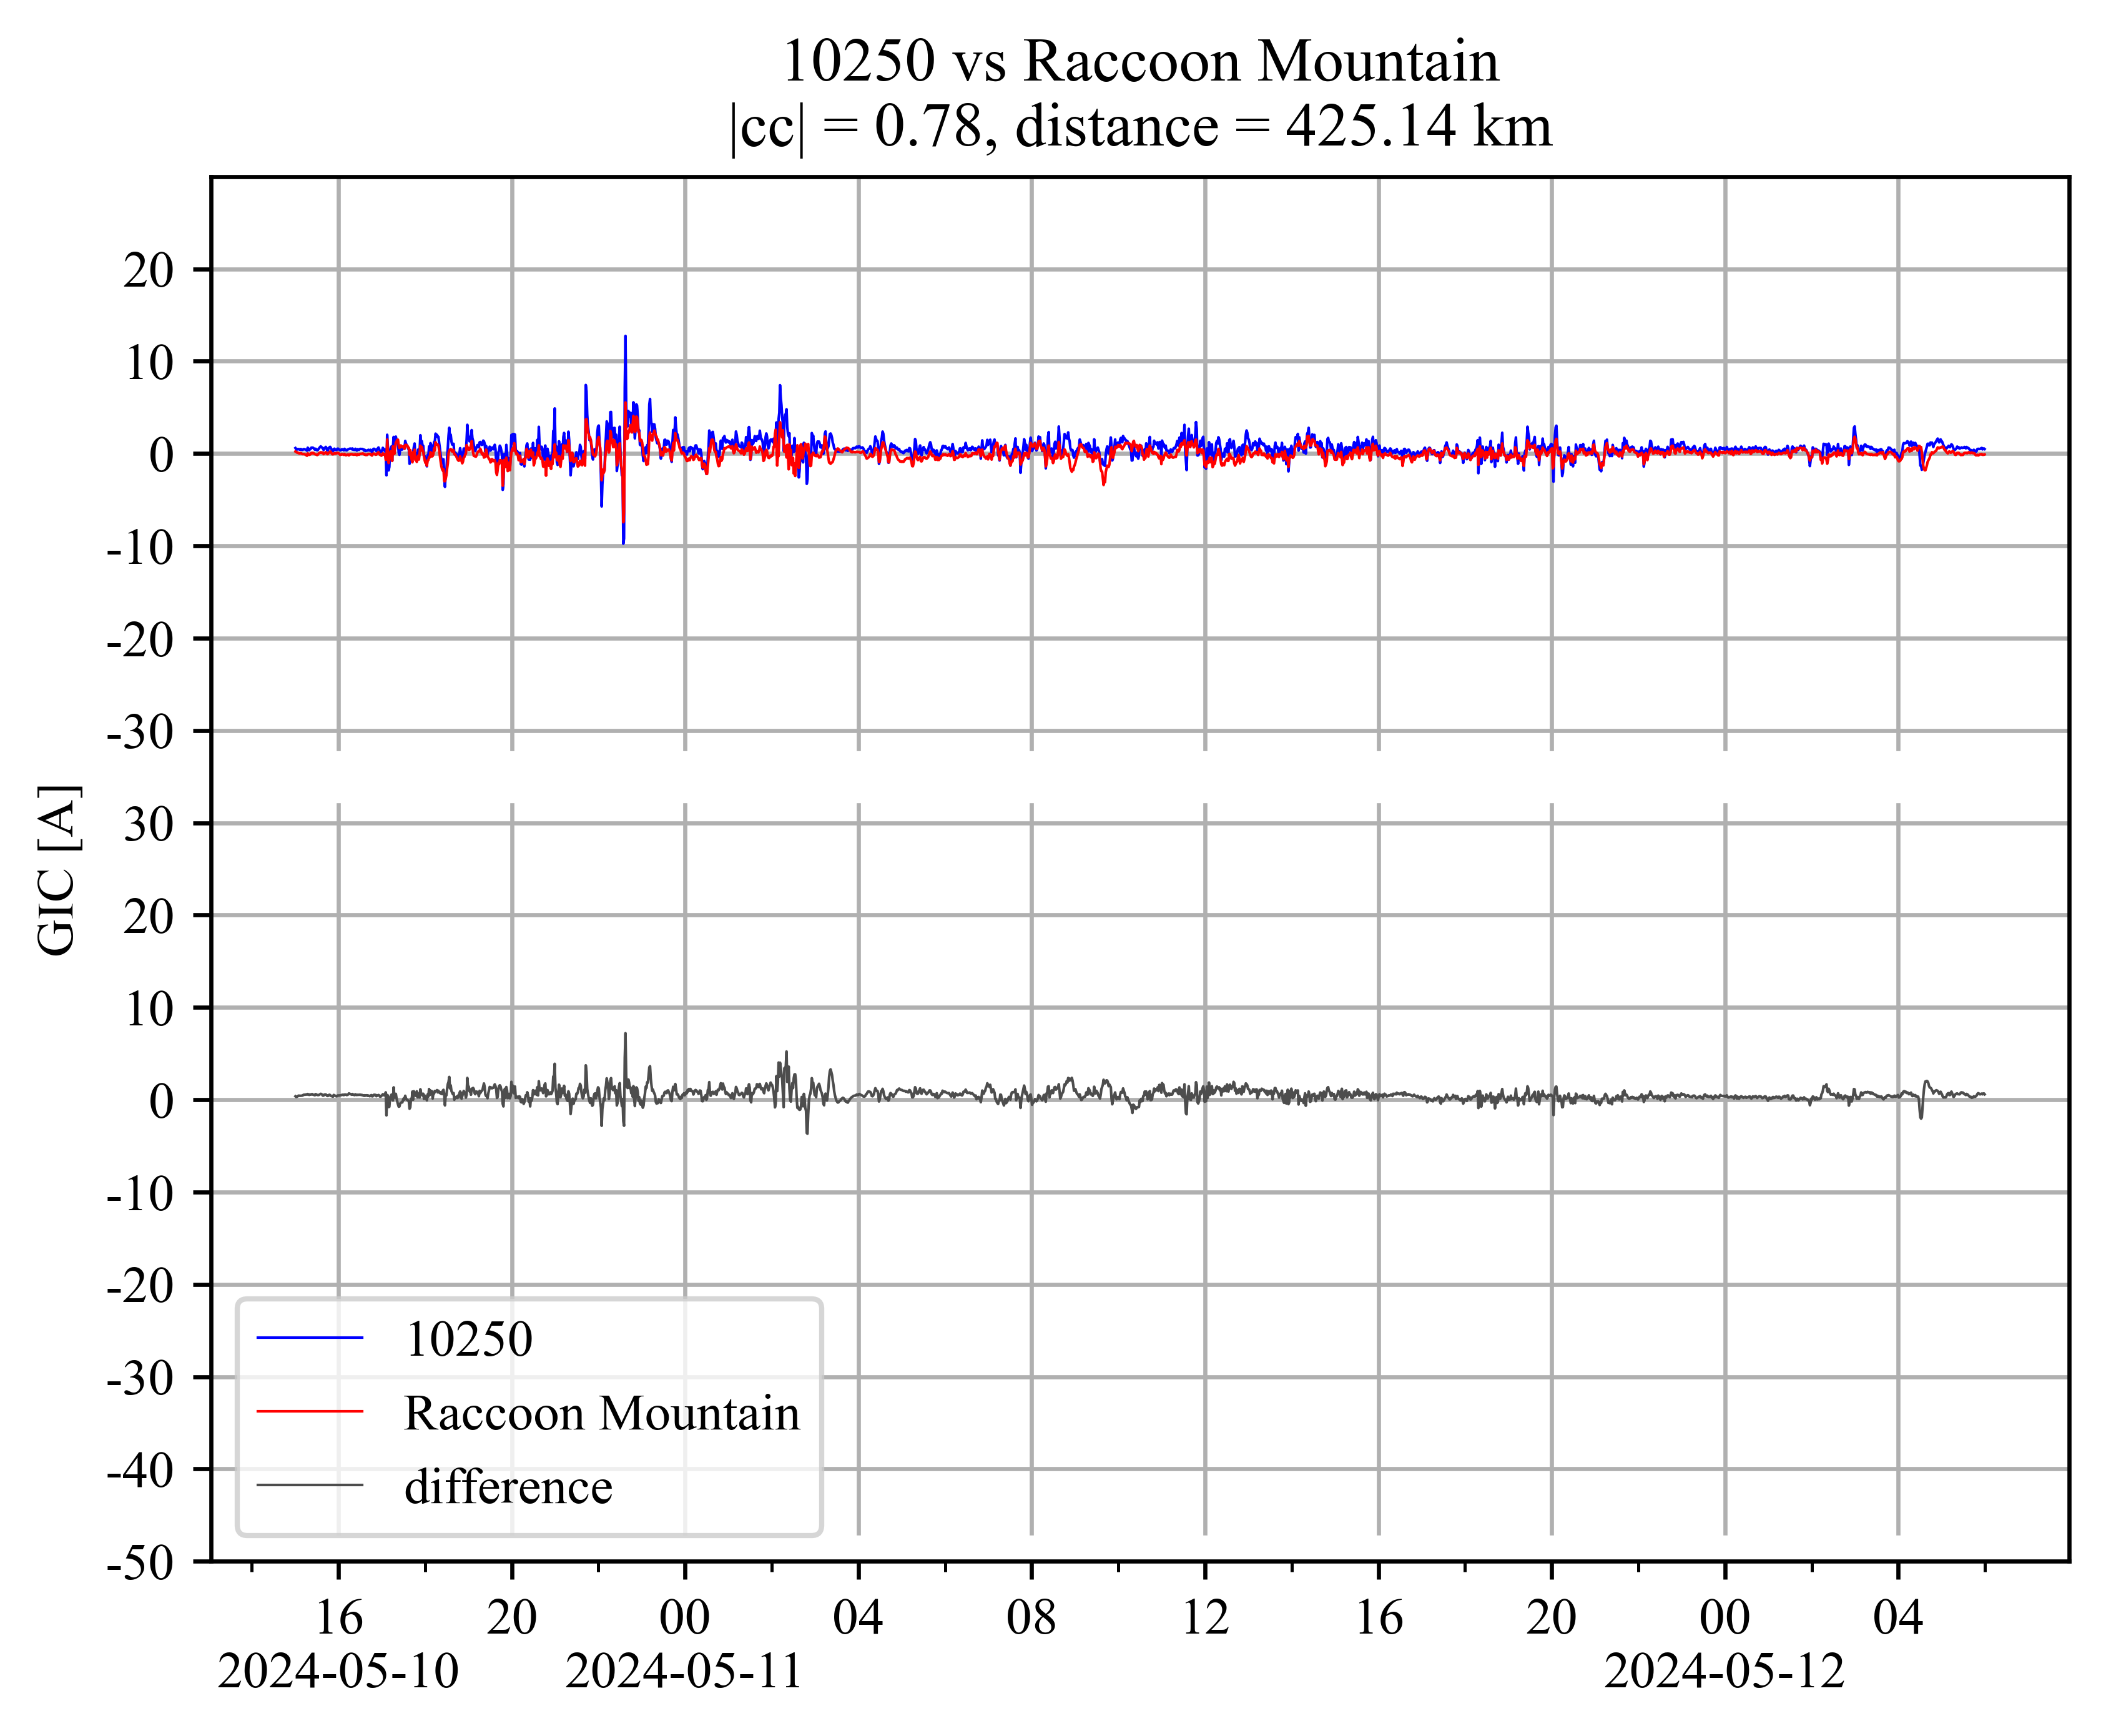 10250 vs Raccoon Mountain
|cc| = 0.78, distance = 425.14 km
20
10
0
-10
-20
-30
GIC [A]
30
20
10
0
-10
-20
-30
-40
-50
10250
Raccoon Mountain
difference
16 20 00 04 08 12 16 20 00 04
2024-05-10 2024-05-11 2024-05-12